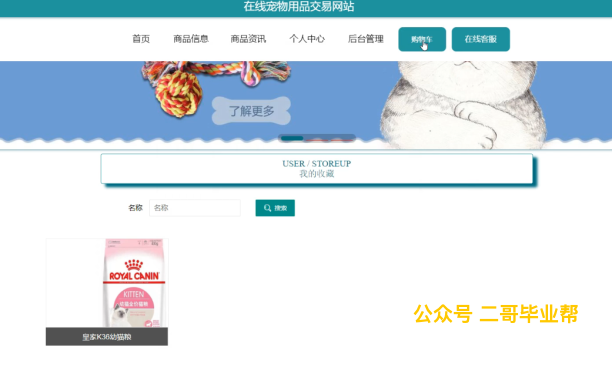 在线宠物用品交易网站
首页 商品信息 商品资讯 个人中心 后台管理 购物车 在线客服
了解更多
USER / STOREUP
我的收藏
名称 名称 搜索
ROYAL CANIN
KITTEN
公众号 二哥毕业帮
皇家K36幼猫粮